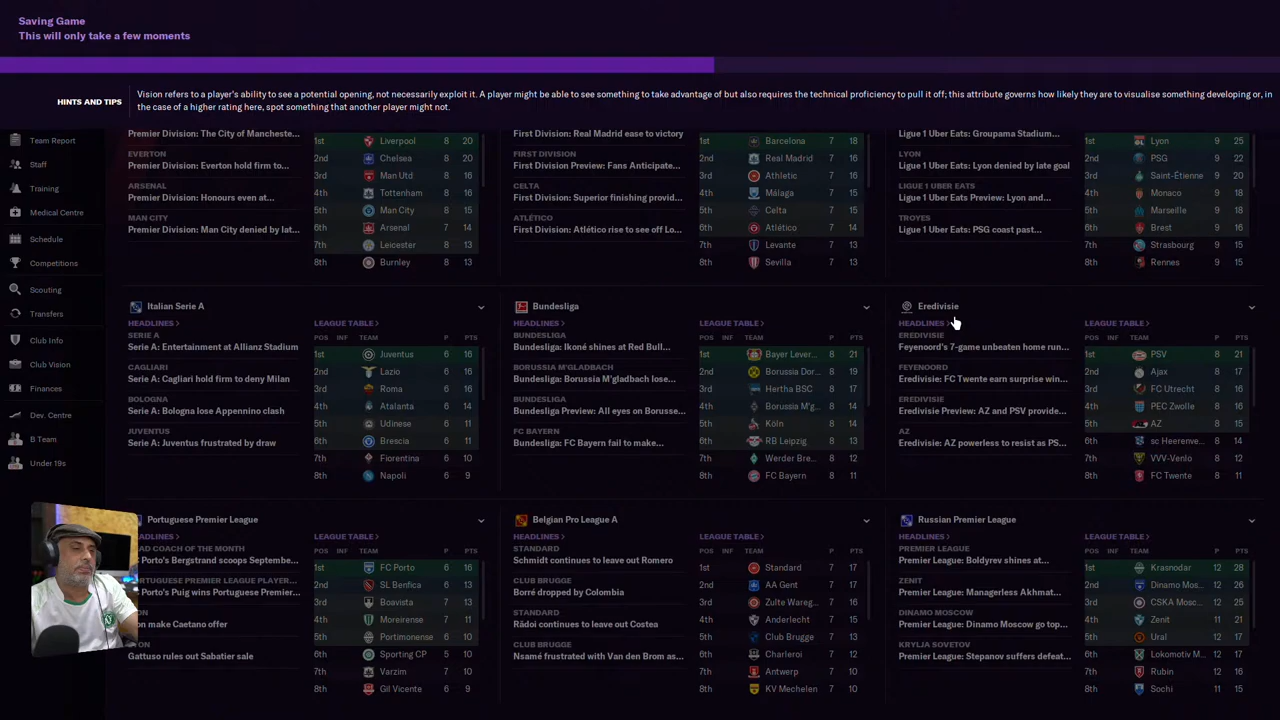 Saving Game
This will only take a few moments
HINTS AND TIPS
Vision refers to a player's ability to see a potential opening, not necessarily exploit it. A player might be able to see something to take advantage of but also requires the technical proficiency to pull it off; this attribute governs how likely they are to visualise something developing or, in
the case of a higher rating here, spot something that another player might not.
Team Report
Staff
Training
Medical Centre
Schedule
Competitions
Scouting
Transfers
Club Info
Club Vision
Finances
Dev. Centre
B Team
Under 19s
Premier Division: The City of Mancheste...
EVERTON
Premier Division: Everton hold firm to...
ARSENAL
Premier Division: Honours even at...
MAN CITY
Premier Division: Man City denied by lat...
1st Liverpool 8 20
2nd Chelsea 8 20
3rd Man Utd 8 16
4th Tottenham 8 16
5th Man City 8 15
6th Arsenal 7 14
7th Leicester 8 13
8th Burnley 8 13
First Division: Real Madrid ease to victory
FIRST DIVISION
First Division Preview: Fans Anticipate...
CELTA
First Division: Superior finishing provid...
ATLÉTICO
First Division: Atlético rise to see off Lo...
1st Barcelona 7 18
2nd Real Madrid 7 16
3rd Athletic 7 16
4th Málaga 7 15
5th Celta 7 15
6th Atlético 7 14
7th Levante 7 13
8th Sevilla 7 13
Ligue 1 Uber Eats: Groupama Stadium...
LYON
Ligue 1 Uber Eats: Lyon denied by late goal
LIGUE 1 UBER EATS
Ligue 1 Uber Eats Preview: Lyon and...
TROYES
Ligue 1 Uber Eats: PSG coast past...
1st Lyon 9 25
2nd PSG 9 22
3rd Saint-Étienne 9 20
4th Monaco 9 18
5th Marseille 9 18
6th Brest 9 16
7th Strasbourg 9 15
8th Rennes 9 15
Italian Serie A
HEADLINES >
SERIE A
Serie A: Entertainment at Allianz Stadium
CAGLIARI
Serie A: Cagliari hold firm to deny Milan
BOLOGNA
Serie A: Bologna lose Appennino clash
JUVENTUS
Serie A: Juventus frustrated by draw
LEAGUE TABLE >
POS INF TEAM P PTS
1st Juventus 6 16
2nd Lazio 6 16
3rd Roma 6 16
4th Atalanta 6 14
5th Udinese 6 11
6th Brescia 6 11
7th Fiorentina 6 10
8th Napoli 6 9
Bundesliga
HEADLINES >
BUNDESLIGA
Bundesliga: Ikoné shines at Red Bull...
BORUSSIA M'GLADBACH
Bundesliga: Borussia M'gladbach lose...
BUNDESLIGA
Bundesliga Preview: All eyes on Borusse...
FC BAYERN
Bundesliga: FC Bayern fail to make...
LEAGUE TABLE >
POS INF TEAM P PTS
1st Bayer Lever... 8 21
2nd Borussia Dor... 8 19
3rd Hertha BSC 8 17
4th Borussia M'g... 8 14
5th Köln 8 14
6th RB Leipzig 8 13
7th Werder Bre... 8 12
8th FC Bayern 8 11
Eredivisie
HEADLINES >
EREDIVISIE
Feyenoord's 7-game unbeaten home run...
FEYENOORD
Eredivisie: FC Twente earn surprise win...
EREDIVISIE
Eredivisie Preview: AZ and PSV provide...
AZ
Eredivisie: AZ powerless to resist as PS...
LEAGUE TABLE >
POS INF TEAM P PTS
1st PSV 8 21
2nd Ajax 8 17
3rd FC Utrecht 8 16
4th PEC Zwolle 8 16
5th AZ 8 15
6th sc Heerenve... 8 14
7th VVV-Venlo 8 12
8th FC Twente 8 11
Portuguese Premier League
HEADLINES >
AD COACH OF THE MONTH
Porto's Bergstrand scoops Septembe...
RTUGUESE PREMIER LEAGUE PLAYER...
Porto's Puig wins Portuguese Premier...
ON
on make Caetano offer
ON
Gattuso rules out Sabatier sale
LEAGUE TABLE >
POS INF TEAM P PTS
1st FC Porto 6 16
2nd SL Benfica 6 13
3rd Boavista 7 13
4th Moreirense 7 11
5th Portimonense 6 10
6th Sporting CP 5 10
7th Varzim 7 10
8th Gil Vicente 6 9
Belgian Pro League A
HEADLINES >
STANDARD
Schmidt continues to leave out Romero
CLUB BRUGGE
Borré dropped by Colombia
STANDARD
Rădoi continues to leave out Costea
CLUB BRUGGE
Nsamé frustrated with Van den Brom as...
LEAGUE TABLE >
POS INF TEAM P PTS
1st Standard 7 17
2nd AA Gent 7 17
3rd Zulte Wareg... 7 16
4th Anderlecht 7 15
5th Club Brugge 7 13
6th Charleroi 7 12
7th Antwerp 7 10
8th KV Mechelen 7 10
Russian Premier League
HEADLINES >
PREMIER LEAGUE
Premier League: Boldyrev shines at...
ZENIT
Premier League: Managerless Akhmat...
DINAMO MOSCOW
Premier League: Dinamo Moscow go top...
KRYLIA SOVETOV
Premier League: Stepanov suffers defeat...
LEAGUE TABLE >
POS INF TEAM P PTS
1st Krasnodar 12 28
2nd Dinamo Mos... 12 26
3rd CSKA Mosc... 12 25
4th Zenit 11 21
5th Ural 12 17
6th Lokomotiv M... 12 17
7th Rubin 12 16
8th Sochi 11 15